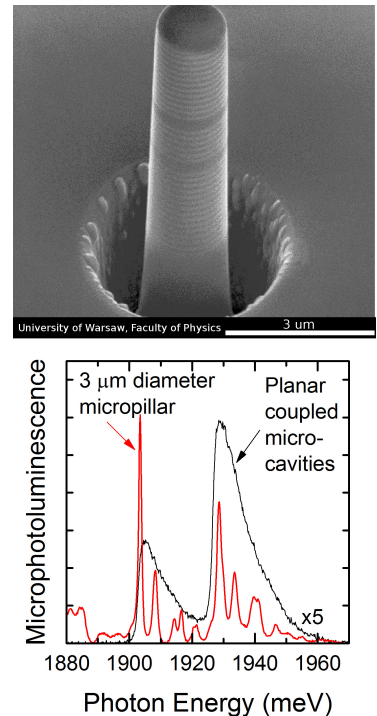 University of Warsaw, Faculty of Physics
3 um
3 μm diameter
micropillar
Planar
coupled
micro-
cavities
x5
Microphotoluminescence
1880 1900 1920 1940 1960
Photon Energy (meV)